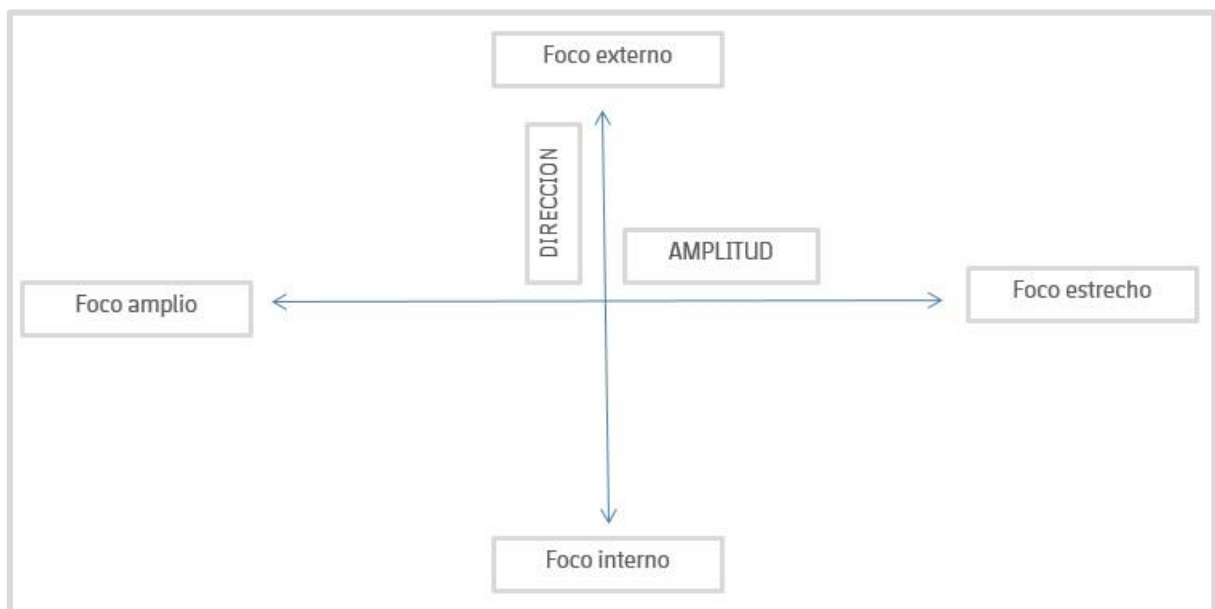 Foco externo
DIRECCION
AMPLITUD
Foco amplio
Foco estrecho
Foco interno